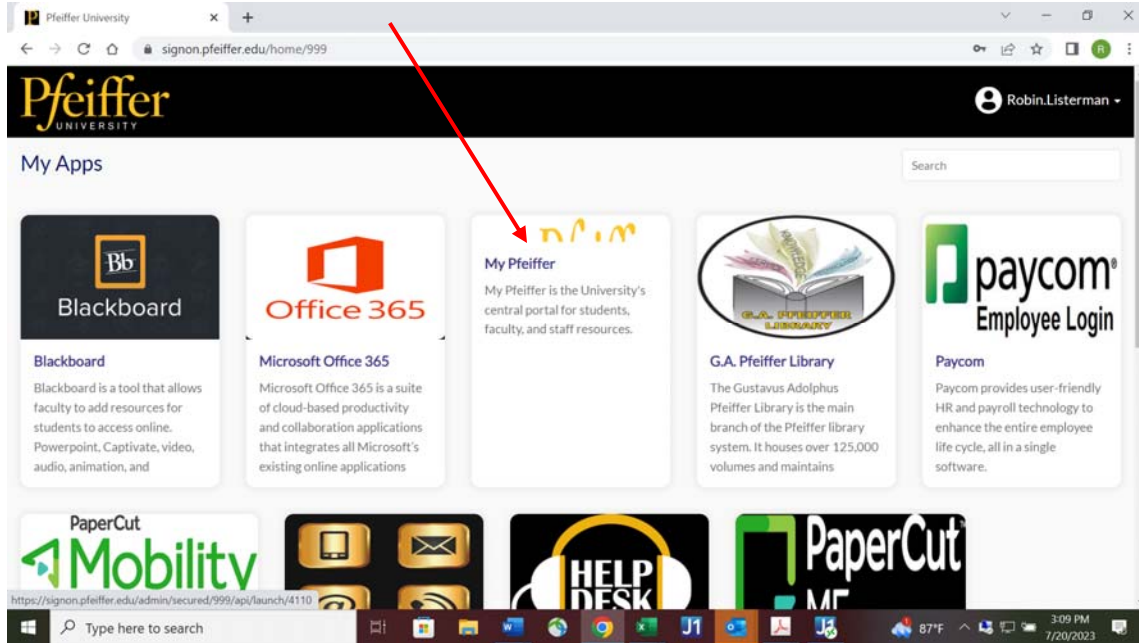 Pfeiffer University
signon.pfeiffer.edu/home/999
R
Pfeiffer
UNIVERSITY
Robin.Listerman
My Apps
Search
Bb
Blackboard
Blackboard
Blackboard is a tool that allows
faculty to add resources for
students to access online.
Powerpoint, Captivate, video,
audio, animation, and
Office 365
Microsoft Office 365
Microsoft Office 365 is a suite
of cloud-based productivity
and collaboration applications
that integrates all Microsoft's
existing online applications
My Pfeiffer
My Pfeiffer is the University's
central portal for students,
faculty, and staff resources.
KNOWLEDGE
G.A. PFEIFFER
LIBRARY
G.A. Pfeiffer Library
The Gustavus Adolphus
Pfeiffer Library is the main
branch of the Pfeiffer library
system. It houses over 125,000
volumes and maintains
paycom®
Employee Login
Paycom
Paycom provides user-friendly
HR and payroll technology to
enhance the entire employee
life cycle, all in a single
software.
PaperCut
Mobility
HELP
DESK
PaperCut
MF
https://signon.pfeiffer.edu/admin/secured/999/api/launch/4110
Type here to search
J1
87°F
3:09 PM
7/20/2023